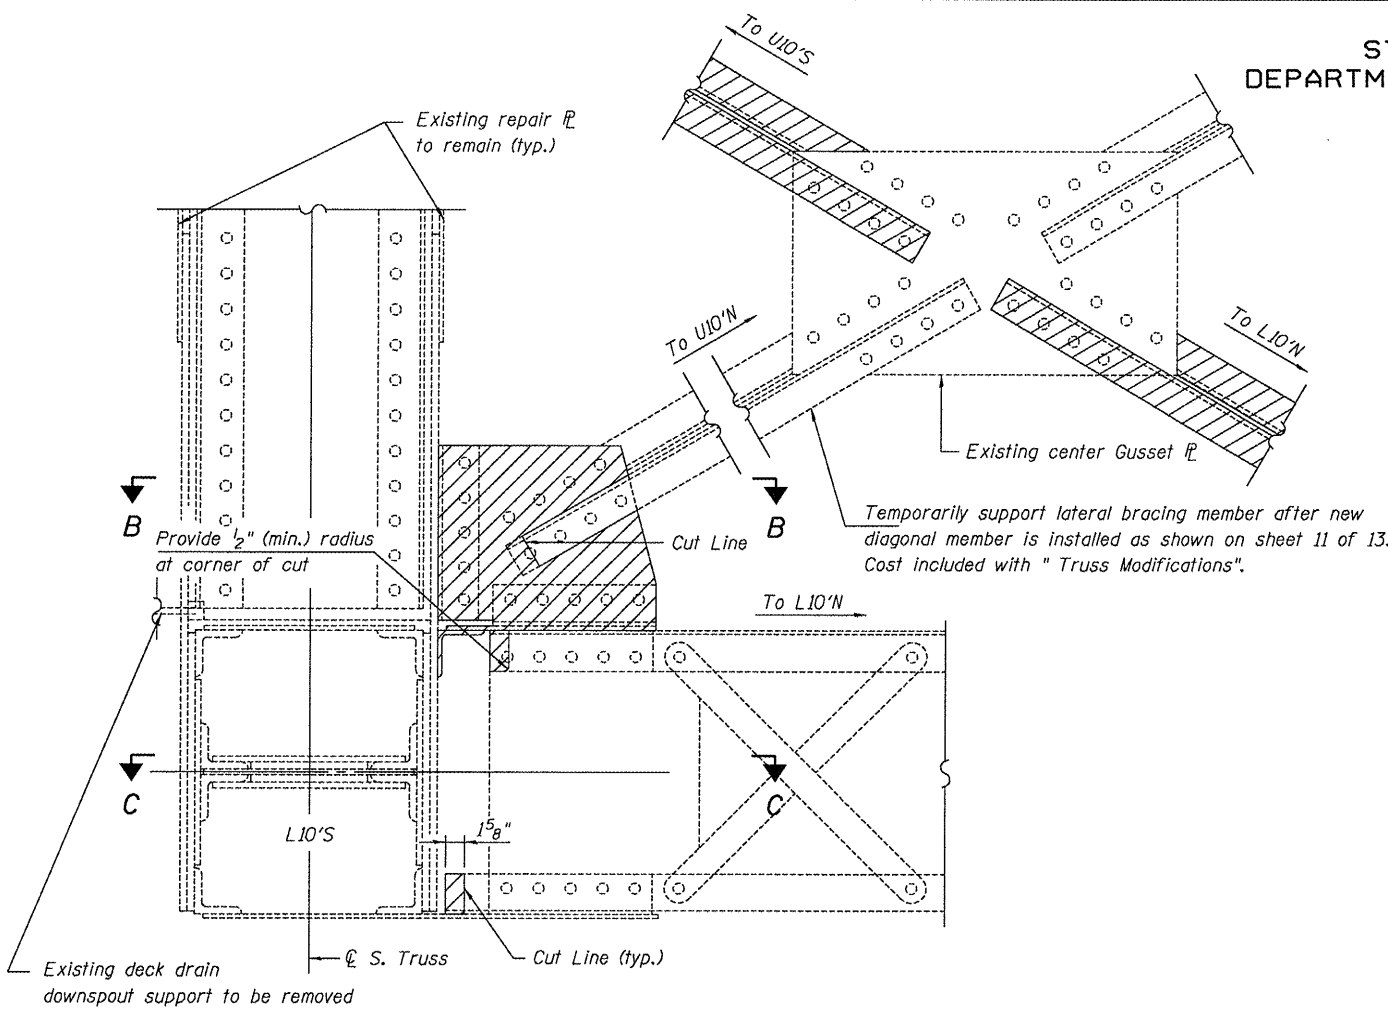 To U10'S
ST
DEPARTM
Existing repair ⅊
to remain (typ.)
To U10'N
To L10'N
Existing center Gusset ⅊
B
B
Provide ½" (min.) radius
at corner of cut
Cut Line
Temporarily support lateral bracing member after new
diagonal member is installed as shown on sheet 11 of 13.
Cost included with " Truss Modifications".
To L10'N
C
C
L10'S
1⅝"
℄ S. Truss
Cut Line (typ.)
Existing deck drain
downspout support to be removed